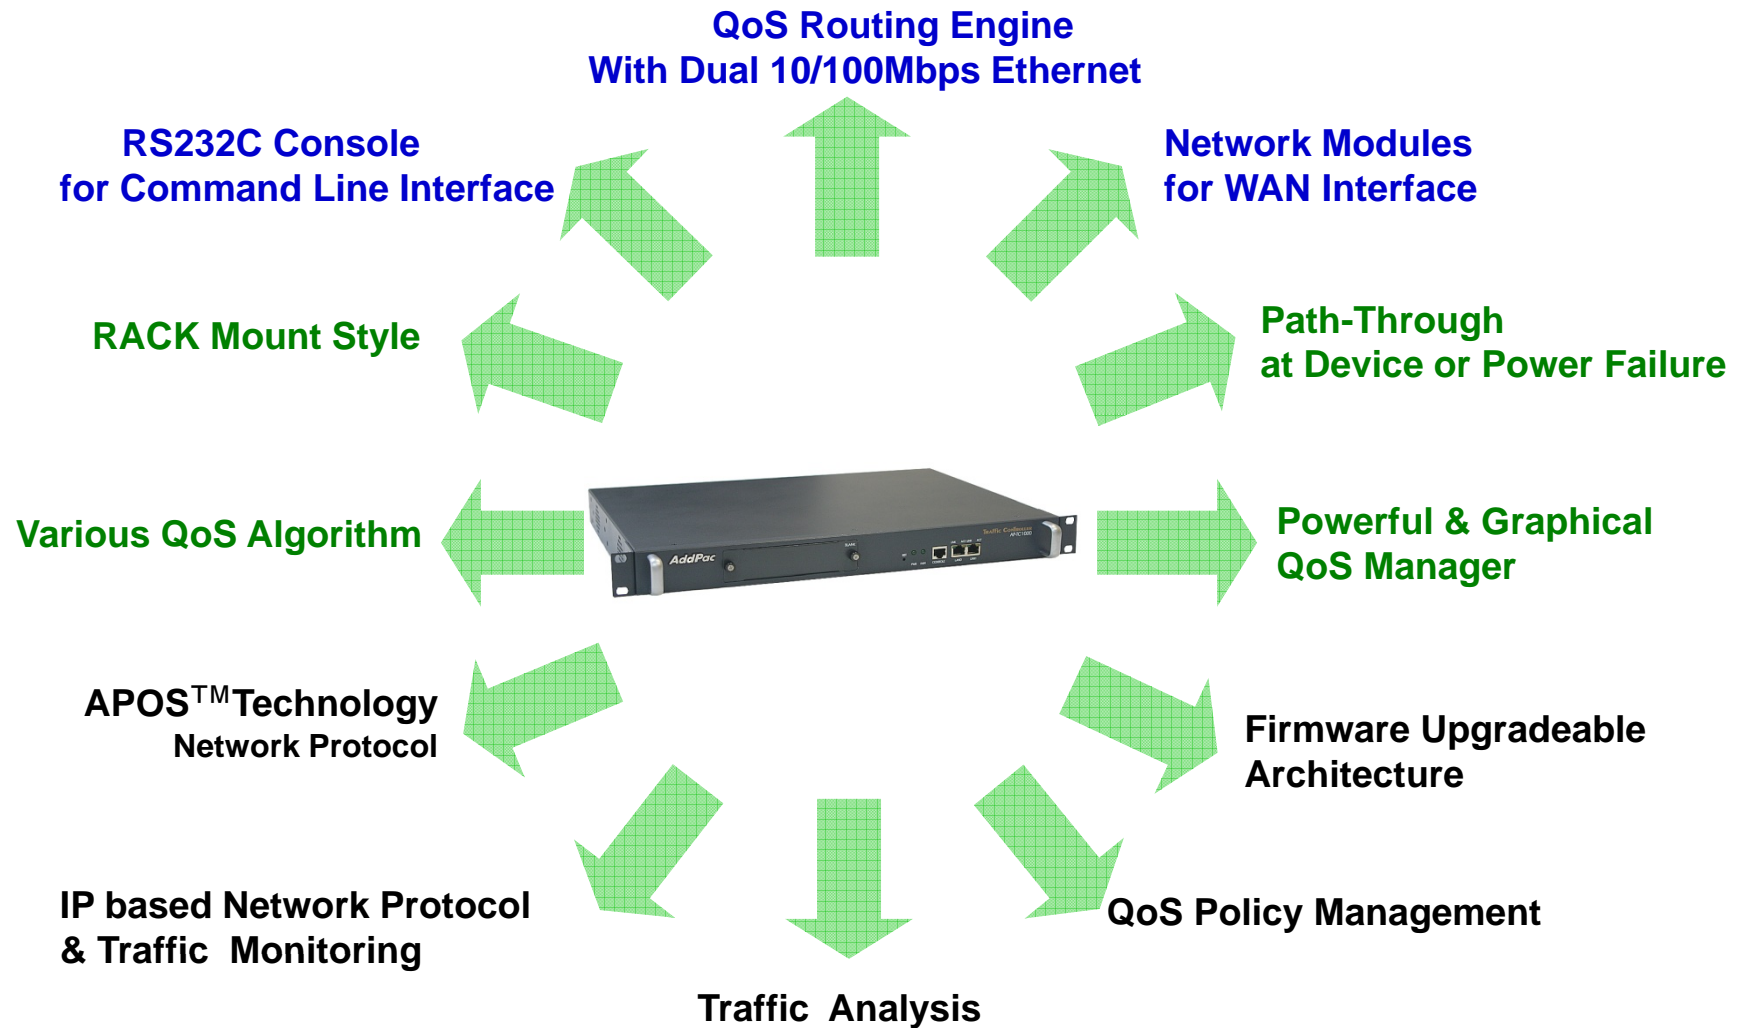 QoS Routing Engine
With Dual 10/100Mbps Ethernet
RS232C Console
for Command Line Interface
Network Modules
for WAN Interface
RACK Mount Style
Path-Through
at Device or Power Failure
Various QoS Algorithm
Powerful & Graphical
QoS Manager
AddPac
APOS™Technology
Network Protocol
Firmware Upgradeable
Architecture
IP based Network Protocol
& Traffic Monitoring
QoS Policy Management
Traffic Analysis